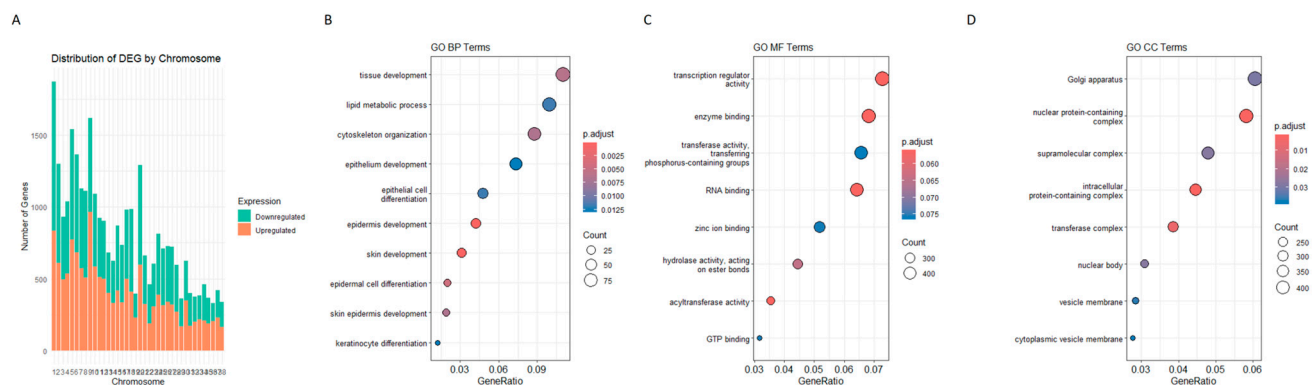 A
Distribution of DEG by Chromosome
Number of Genes
1500
1000
500
0
Chromosome
Expression
Downregulated
Upregulated
B
GO BP Terms
tissue development
lipid metabolic process
cytoskeleton organization
epithelium development
epithelial cell
differentiation
epidermis development
skin development
epidermal cell differentiation
skin epidermis development
keratinocyte differentiation
0.03 0.06 0.09
GeneRatio
p.adjust
0.0025
0.0050
0.0075
0.0100
0.0125
Count
25
50
75
C
GO MF Terms
transcription regulator
activity
enzyme binding
transferase activity,
transferring
phosphorus-containing groups
RNA binding
zinc ion binding
hydrolase activity, acting
on ester bonds
acyltransferase activity
GTP binding
0.03 0.04 0.05 0.06 0.07
GeneRatio
p.adjust
0.060
0.065
0.070
0.075
Count
300
400
D
GO CC Terms
Golgi apparatus
nuclear protein-containing
complex
supramolecular complex
intracellular
protein-containing complex
transferase complex
nuclear body
vesicle membrane
cytoplasmic vesicle membrane
0.03 0.04 0.05 0.06
GeneRatio
p.adjust
0.01
0.02
0.03
Count
250
300
350
400